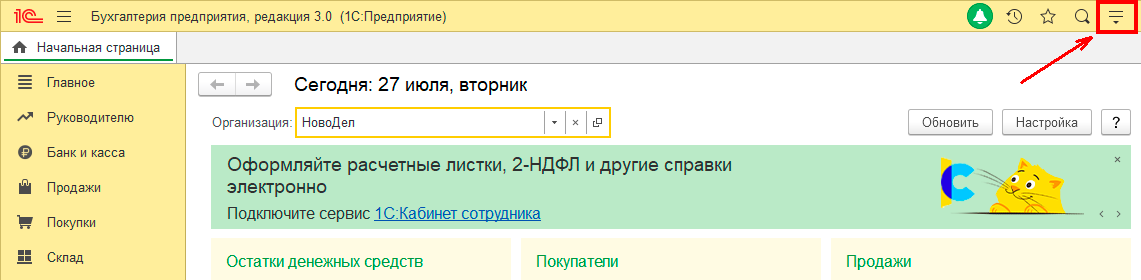 1С Бухгалтерия предприятия, редакция 3.0 (1С:Предприятие)
Начальная страница
Главное
Руководителю
Банк и касса
Продажи
Покупки
Склад
Сегодня: 27 июля, вторник
Организация: НовоДел
Обновить Настройка ?
Оформляйте расчетные листки, 2-НДФЛ и другие справки
электронно
Подключите сервис 1С:Кабинет сотрудника
Остатки денежных средств Покупатели Продажи